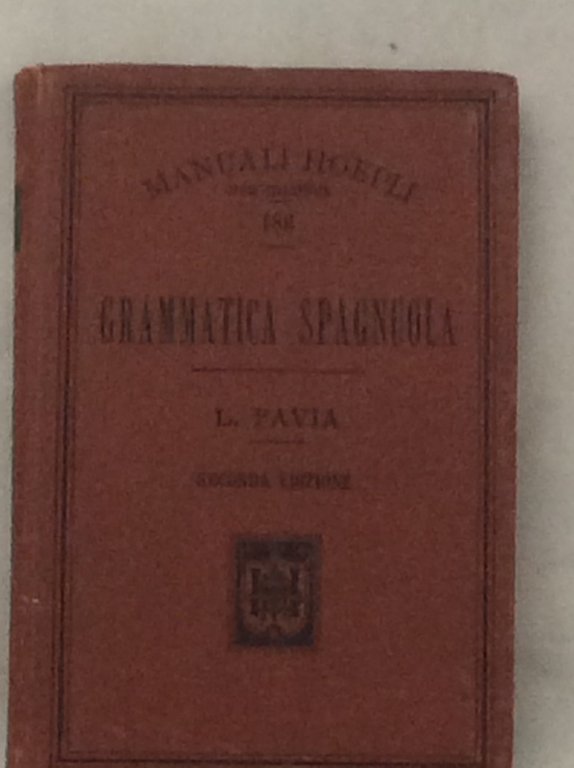 MANUALI HOEPLI
GRAMMATICA SPAGNUOLA
L. PAVIA
SECONDA EDIZIONE